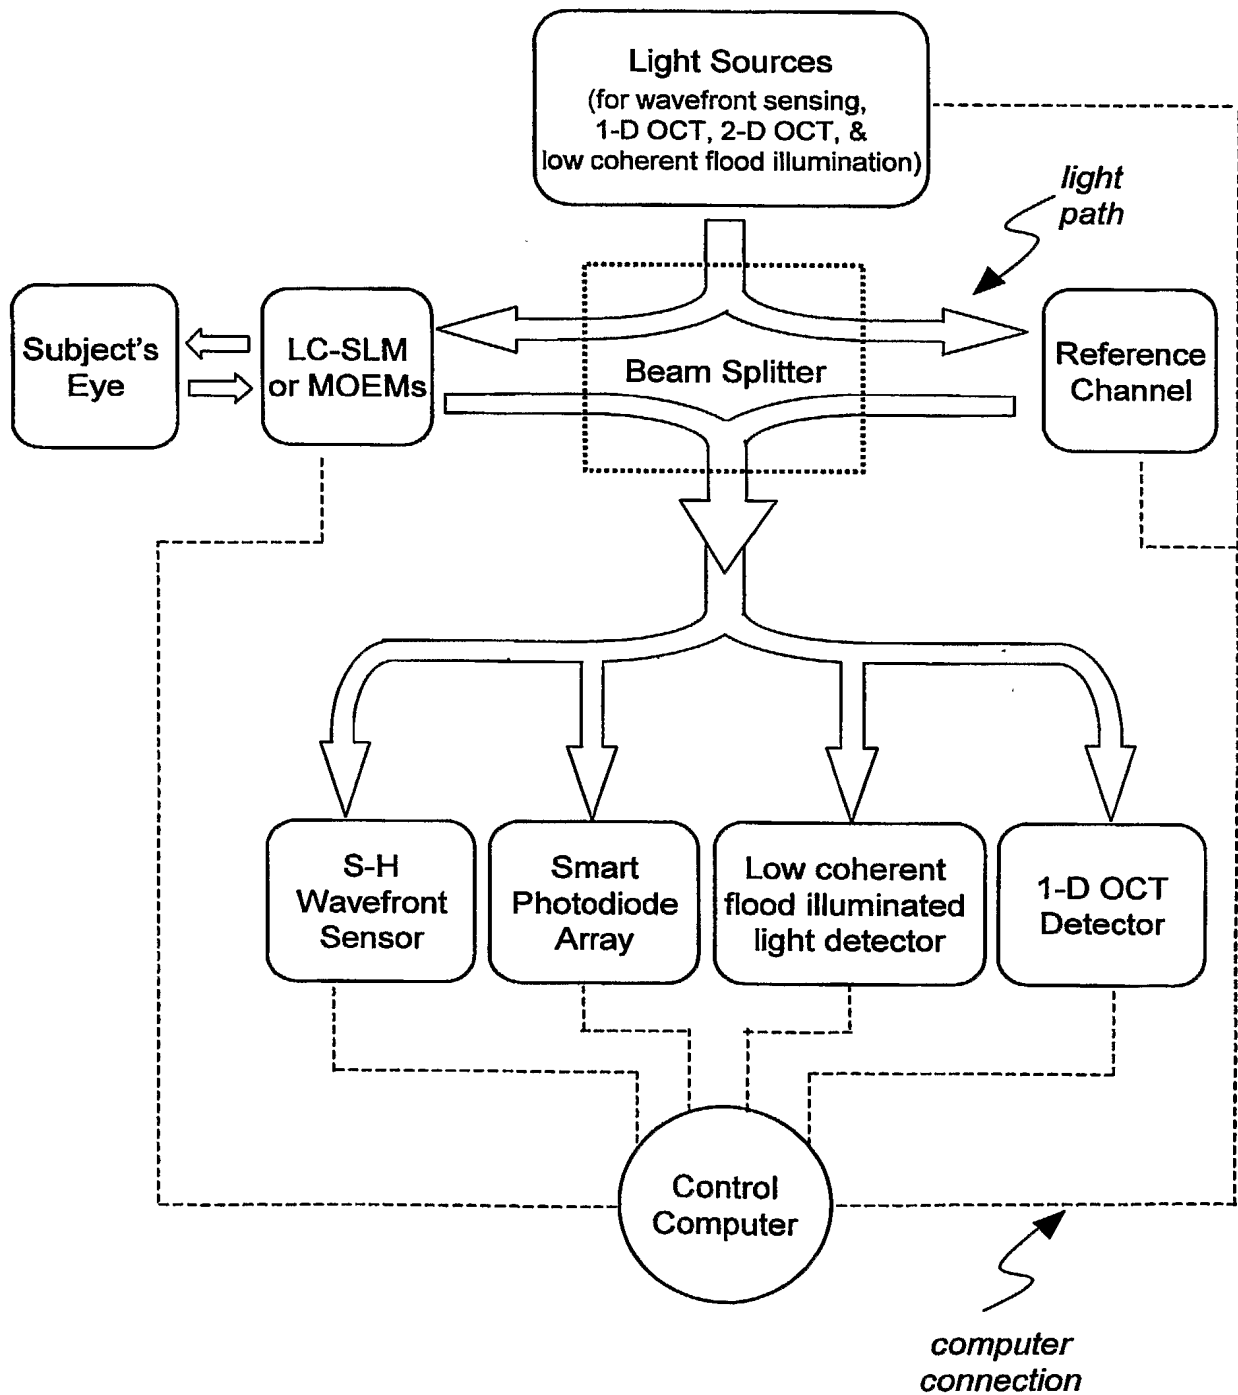 Light Sources
(for wavefront sensing,
1-D OCT, 2-D OCT, &
low coherent flood illumination)
light
path
Subject's
Eye
LC-SLM
or MOEMs
Beam Splitter
Reference
Channel
S-H
Wavefront
Sensor
Smart
Photodiode
Array
Low coherent
flood illuminated
light detector
1-D OCT
Detector
Control
Computer
computer
connection